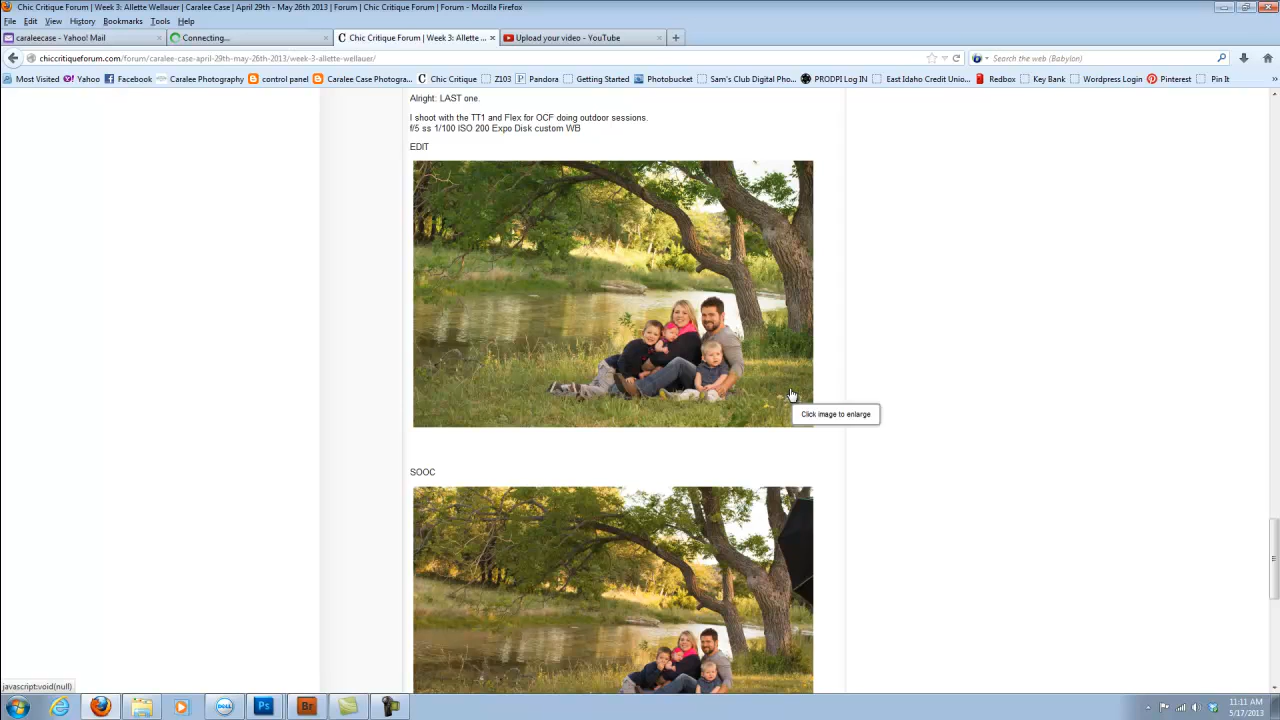 Chic Critique Forum | Week 3: Allette Wellauer | Caralee Case | April 29th - May 26th 2013 | Forum | Chic Critique Forum | Forum - Mozilla Firefox
File Edit View History Bookmarks Tools Help
caraleecase - Yahoo! Mail × Connecting... × Chic Critique Forum | Week 3: Allette ... × Upload your video - YouTube × +
chiccritiqueforum.com/forum/caralee-case-april-29th-may-26th-2013/week-3-allette-wellauer/ Search the web (Babylon)
Most Visited Yahoo Facebook Caralee Photography control panel Caralee Case Photogra... Chic Critique Z103 Pandora Getting Started Photobucket Sam's Club Digital Pho... PRODPI Log IN East Idaho Credit Unio... Redbox Key Bank Wordpress Login Pinterest Pin It »
Alright: LAST one.
I shoot with the TT1 and Flex for OCF doing outdoor sessions.
f/5 ss 1/100 ISO 200 Expo Disk custom WB
EDIT
Click image to enlarge
SOOC
javascript:void(null)
DELL Ps Br
11:11 AM
5/17/2013